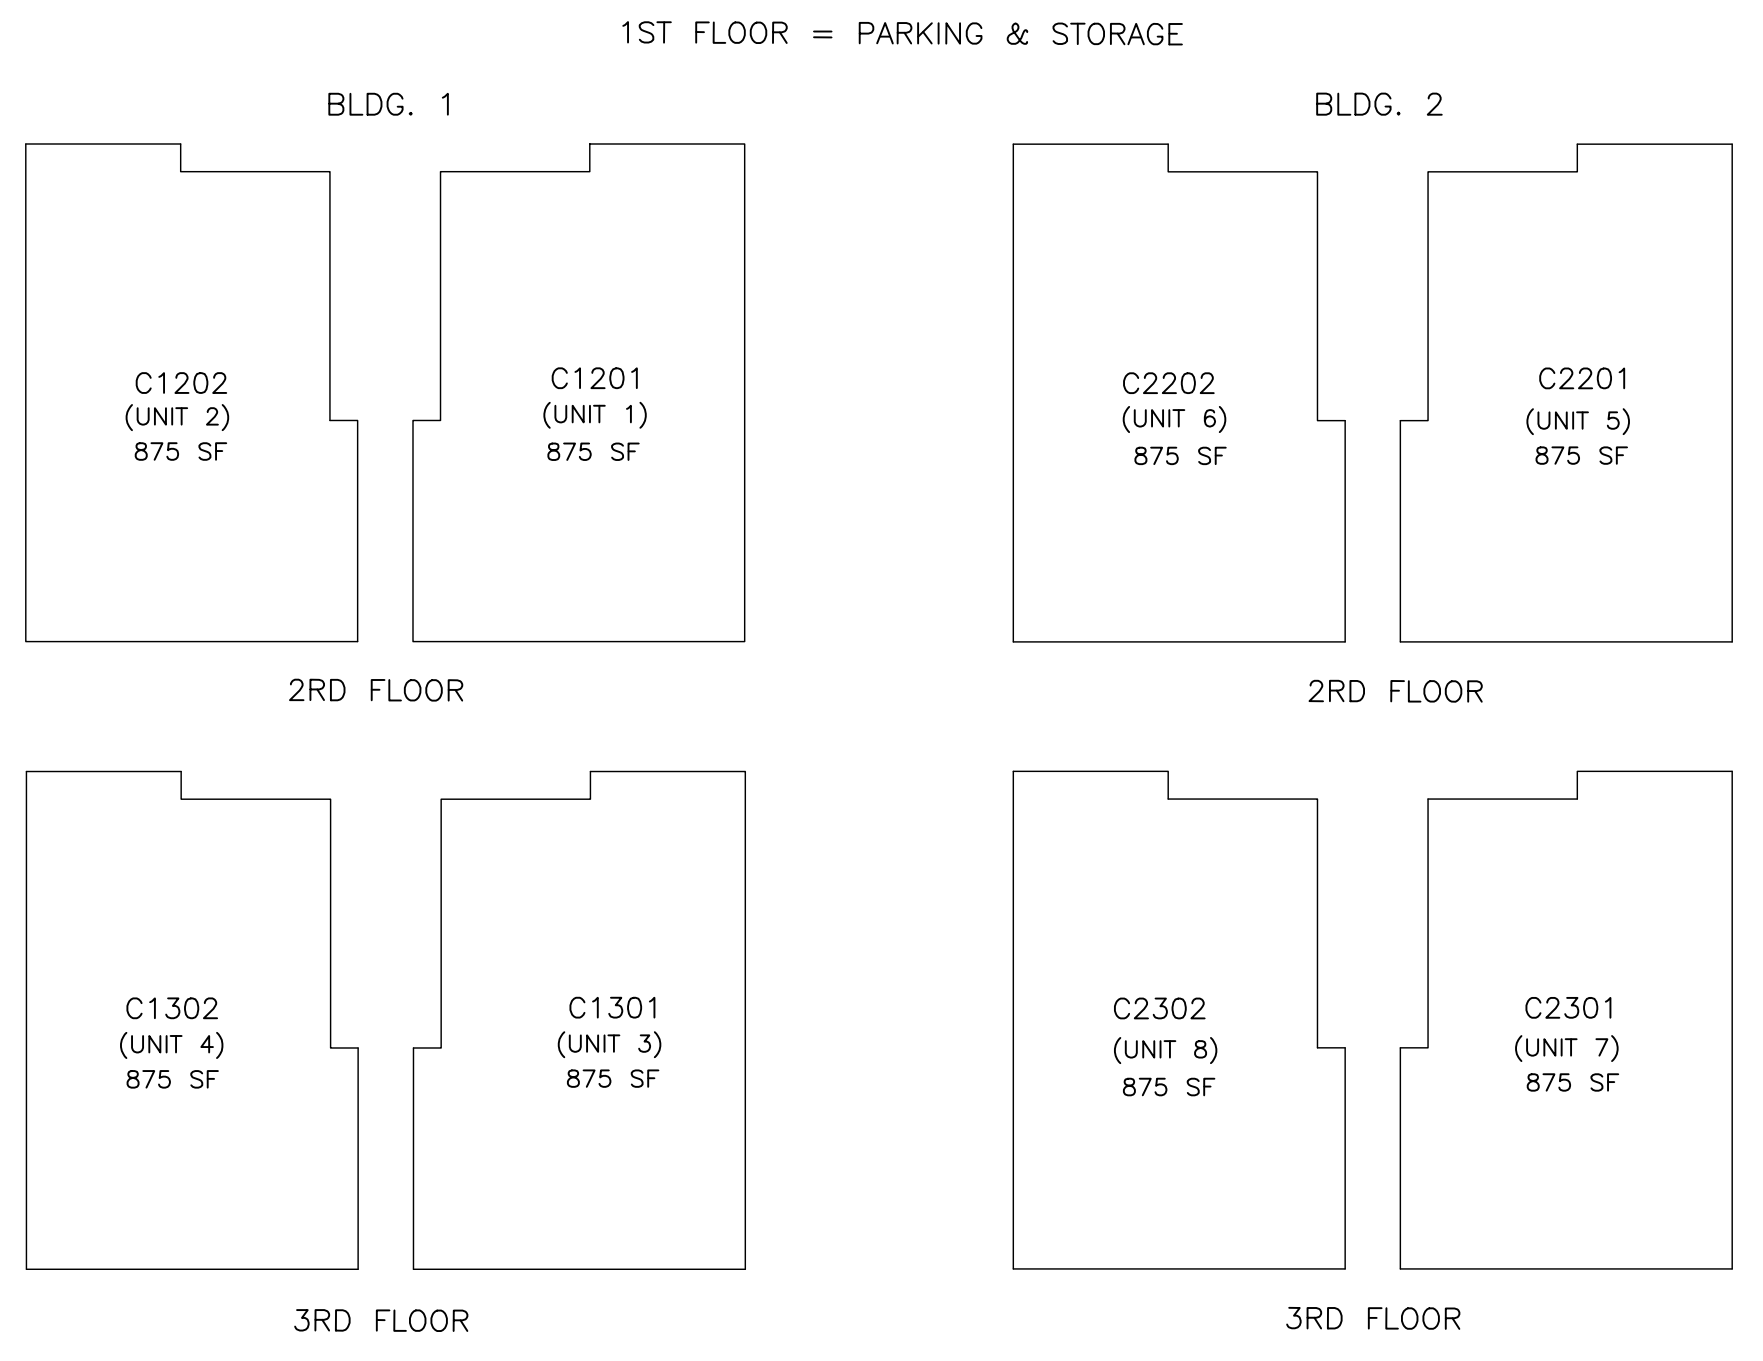 1ST FLOOR = PARKING & STORAGE
BLDG. 1
BLDG. 2
C1202
(UNIT 2)
875 SF
C1201
(UNIT 1)
875 SF
C2202
(UNIT 6)
875 SF
C2201
(UNIT 5)
875 SF
2RD FLOOR
2RD FLOOR
C1302
(UNIT 4)
875 SF
C1301
(UNIT 3)
875 SF
C2302
(UNIT 8)
875 SF
C2301
(UNIT 7)
875 SF
3RD FLOOR
3RD FLOOR